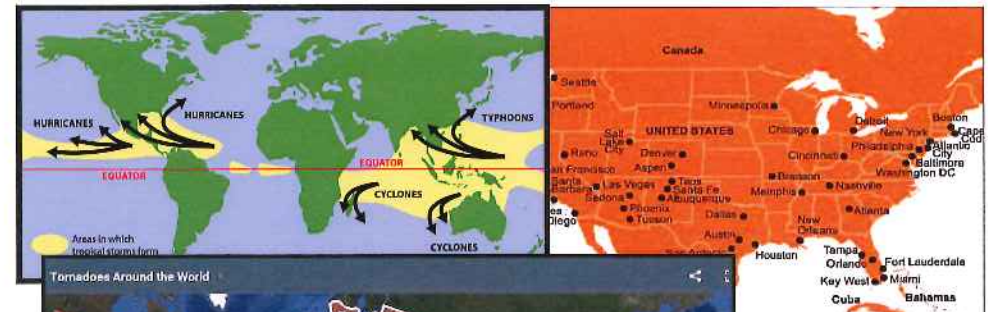 HURRICANES
HURRICANES
TYPHOONS
EQUATOR
EQUATOR
CYCLONES
CYCLONES
Areas in which
tropical storms form
Tornadoes Around the World
Canada
Seattle
Portland
Minneapolis
Boston
Detroit
Cape
Cod
Salt
Lake
City
UNITED STATES
Chicago
New York
Philadelphia
Atlantic
City
Reno
Denver
Cincinnati
Baltimore
Washington DC
an Francisco
Aspen
Branson
Santa
Barbara
Las Vegas
Taos
Santa Fe
Nashville
Sedona
Albuquerque
Memphis
Diego
Phoenix
Tucson
Dallas
Atlanta
New
Orleans
Austin
Houston
Tampa
Orlando
Fort Lauderdale
Key West
Miami
Cuba
Bahamas